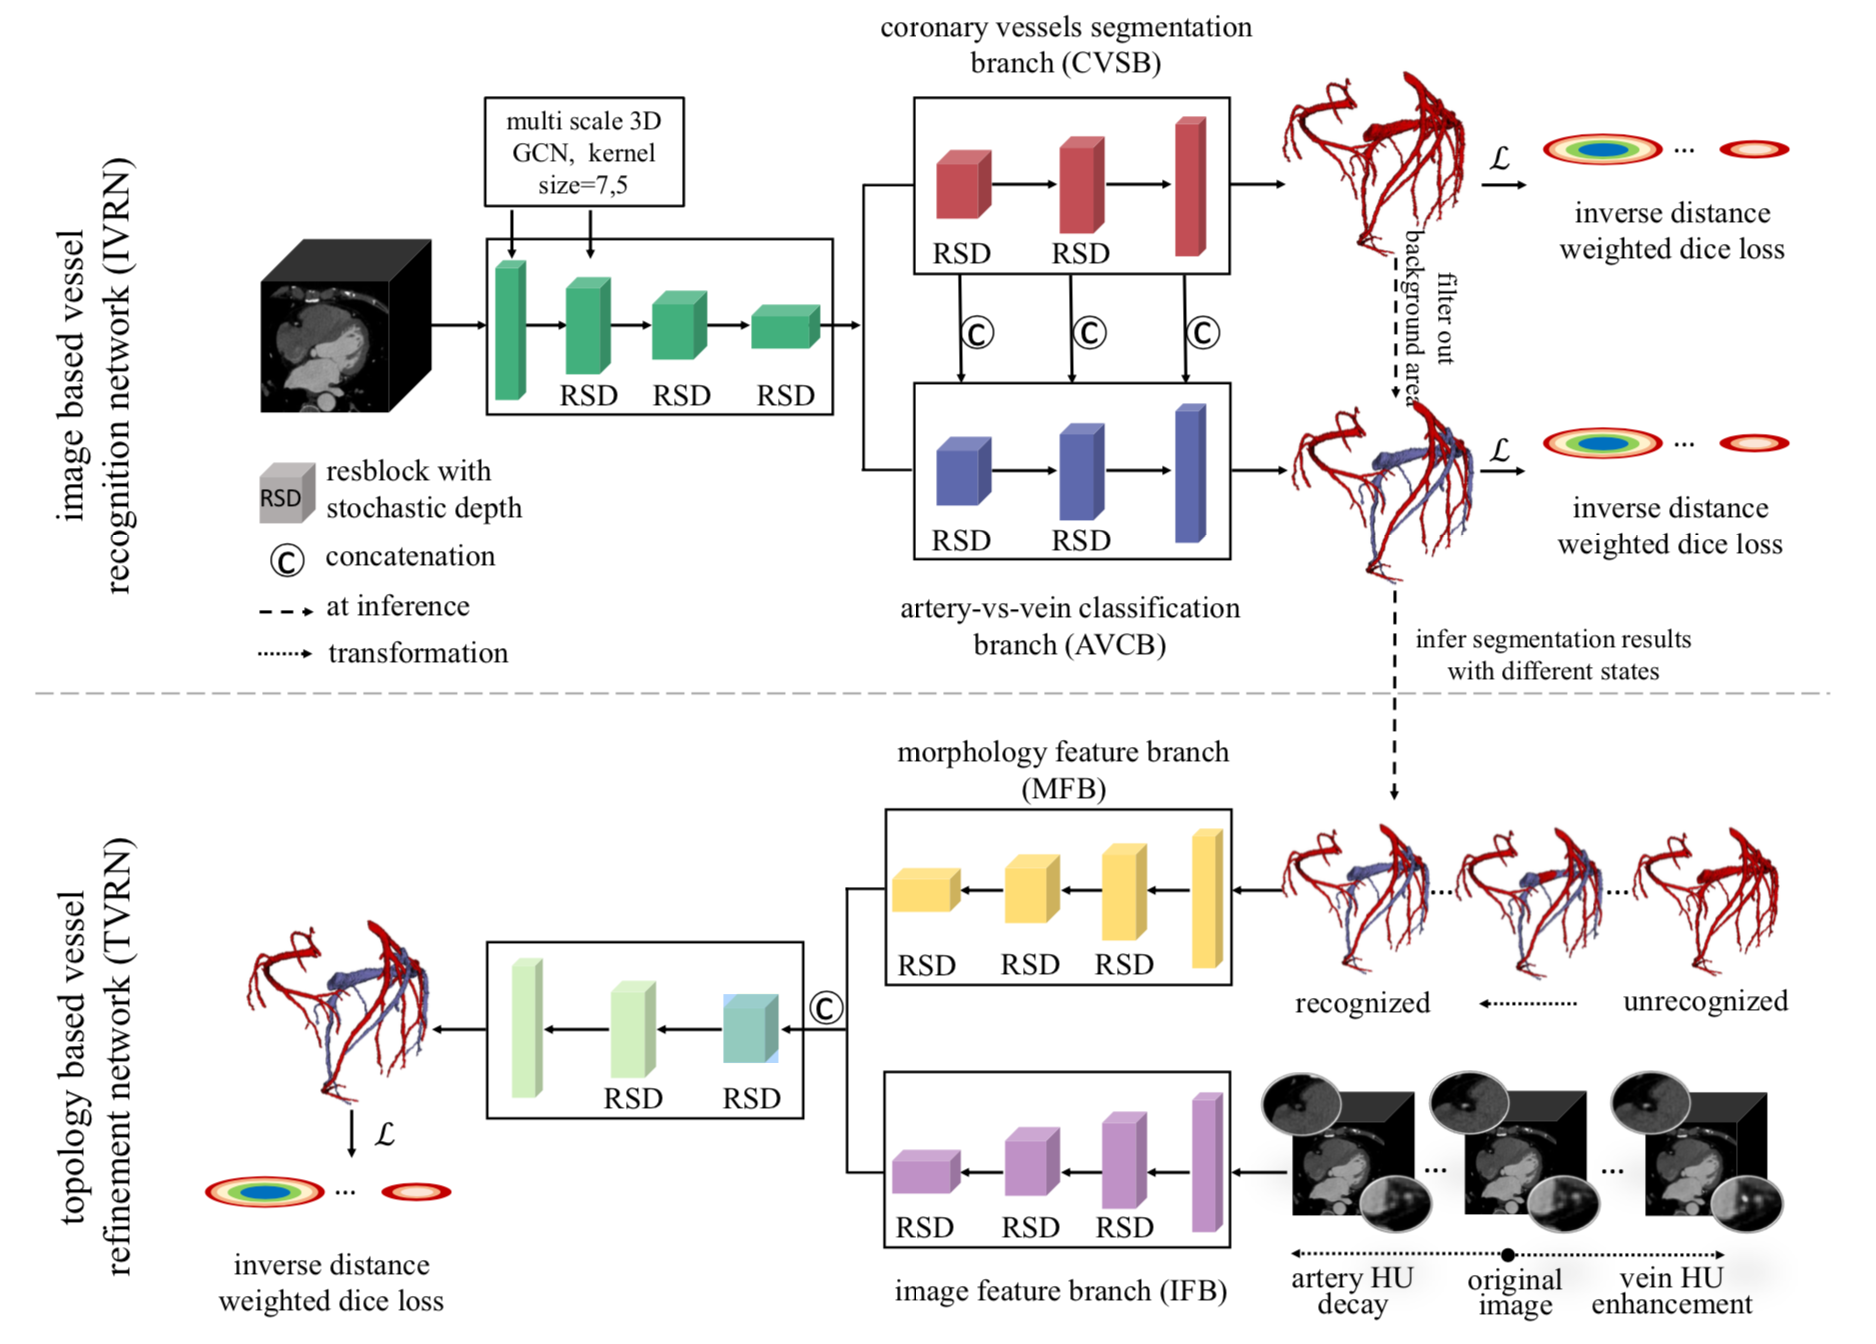 coronary vessels segmentation
branch (CVSB)
multi scale 3D
GCN, kernel
size=7,5
image based vessel
recognition network (IVRN)
RSD
RSD
RSD
RSD
RSD
C
C
C
RSD
RSD
ℒ
inverse distance
weighted dice loss
filter out
background area
ℒ
inverse distance
weighted dice loss
artery-vs-vein classification
branch (AVCB)
RSD
resblock with
stochastic depth
C
concatenation
at inference
transformation
infer segmentation results
with different states
topology based vessel
refinement network (TVRN)
morphology feature branch
(MFB)
RSD
RSD
RSD
recognized
unrecognized
C
RSD
RSD
ℒ
inverse distance
weighted dice loss
RSD
RSD
RSD
image feature branch (IFB)
artery HU
decay
original
image
vein HU
enhancement